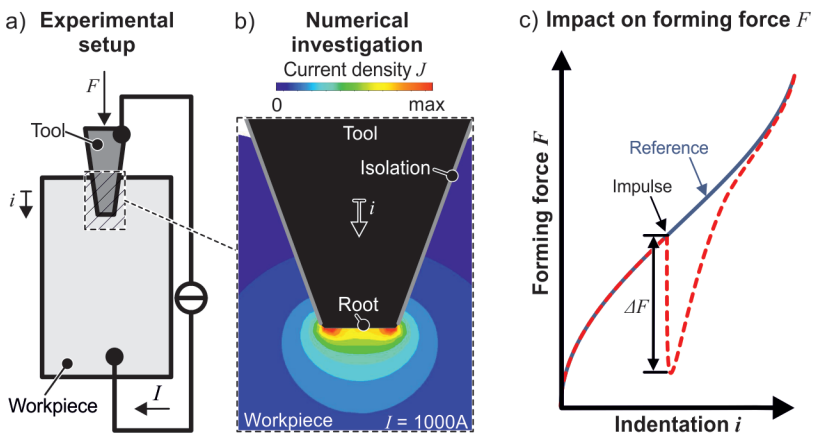 a) Experimental
setup
F
Tool
i
Workpiece
I
b) Numerical
investigation
Current density J
0 max
Tool
Isolation
i
Root
Workpiece I = 1000A
c) Impact on forming force F
Forming force F
Reference
Impulse
ΔF
Indentation i